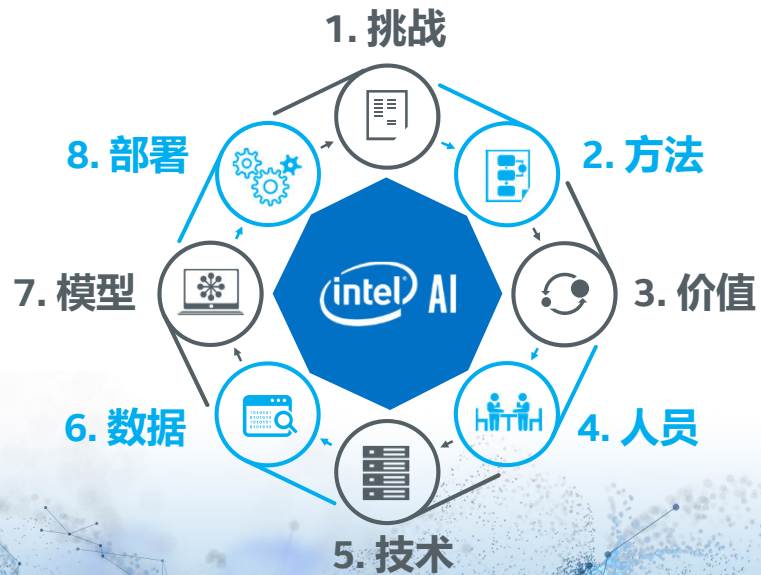 1. 挑战
2. 方法
3. 价值
4. 人员
5. 技术
6. 数据
7. 模型
8. 部署
intel AI